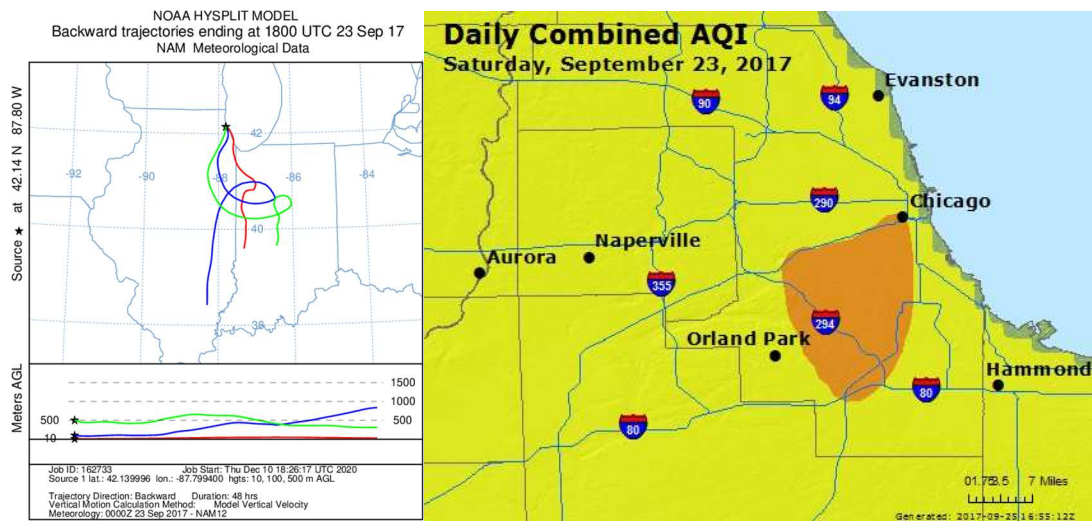 NOAA HYSPLIT MODEL
Backward trajectories ending at 1800 UTC 23 Sep 17
NAM Meteorological Data
Source ★ at 42.114 N 87.80 W
-92
-90
-88
-86
-84
42
40
38
Meters AGL
1500
1000
500
500
10
Job ID: 162733 Job Start: Thu Dec 10 18:26:17 UTC 2020
Source 1 lat.: 42.139996 lon.: -87.799400 hgts: 10, 100, 500 m AGL
Trajectory Direction: Backward Duration: 48 hrs
Vertical Motion Calculation Method: Model Vertical Velocity
Meteorology: 0000Z 23 Sep 2017 - NAM12
Daily Combined AQI
Saturday, September 23, 2017
Evanston
90
94
290
Chicago
Naperville
Aurora
355
294
Orland Park
Hammond
80
80
7 Miles
Generated: 2017-09-25T16:55:12Z